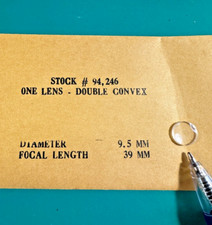 STOCK # 94,246
ONE LENS - DOUBLE CONVEX
DIAMETER 9.5 MM
FOCAL LENGTH 39 MM